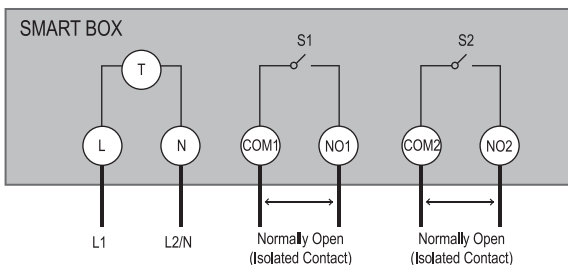 SMART BOX
S1
S2
T
L
N
COM1
NO1
COM2
NO2
L1
L2/N
Normally Open
(Isolated Contact)
Normally Open
(Isolated Contact)